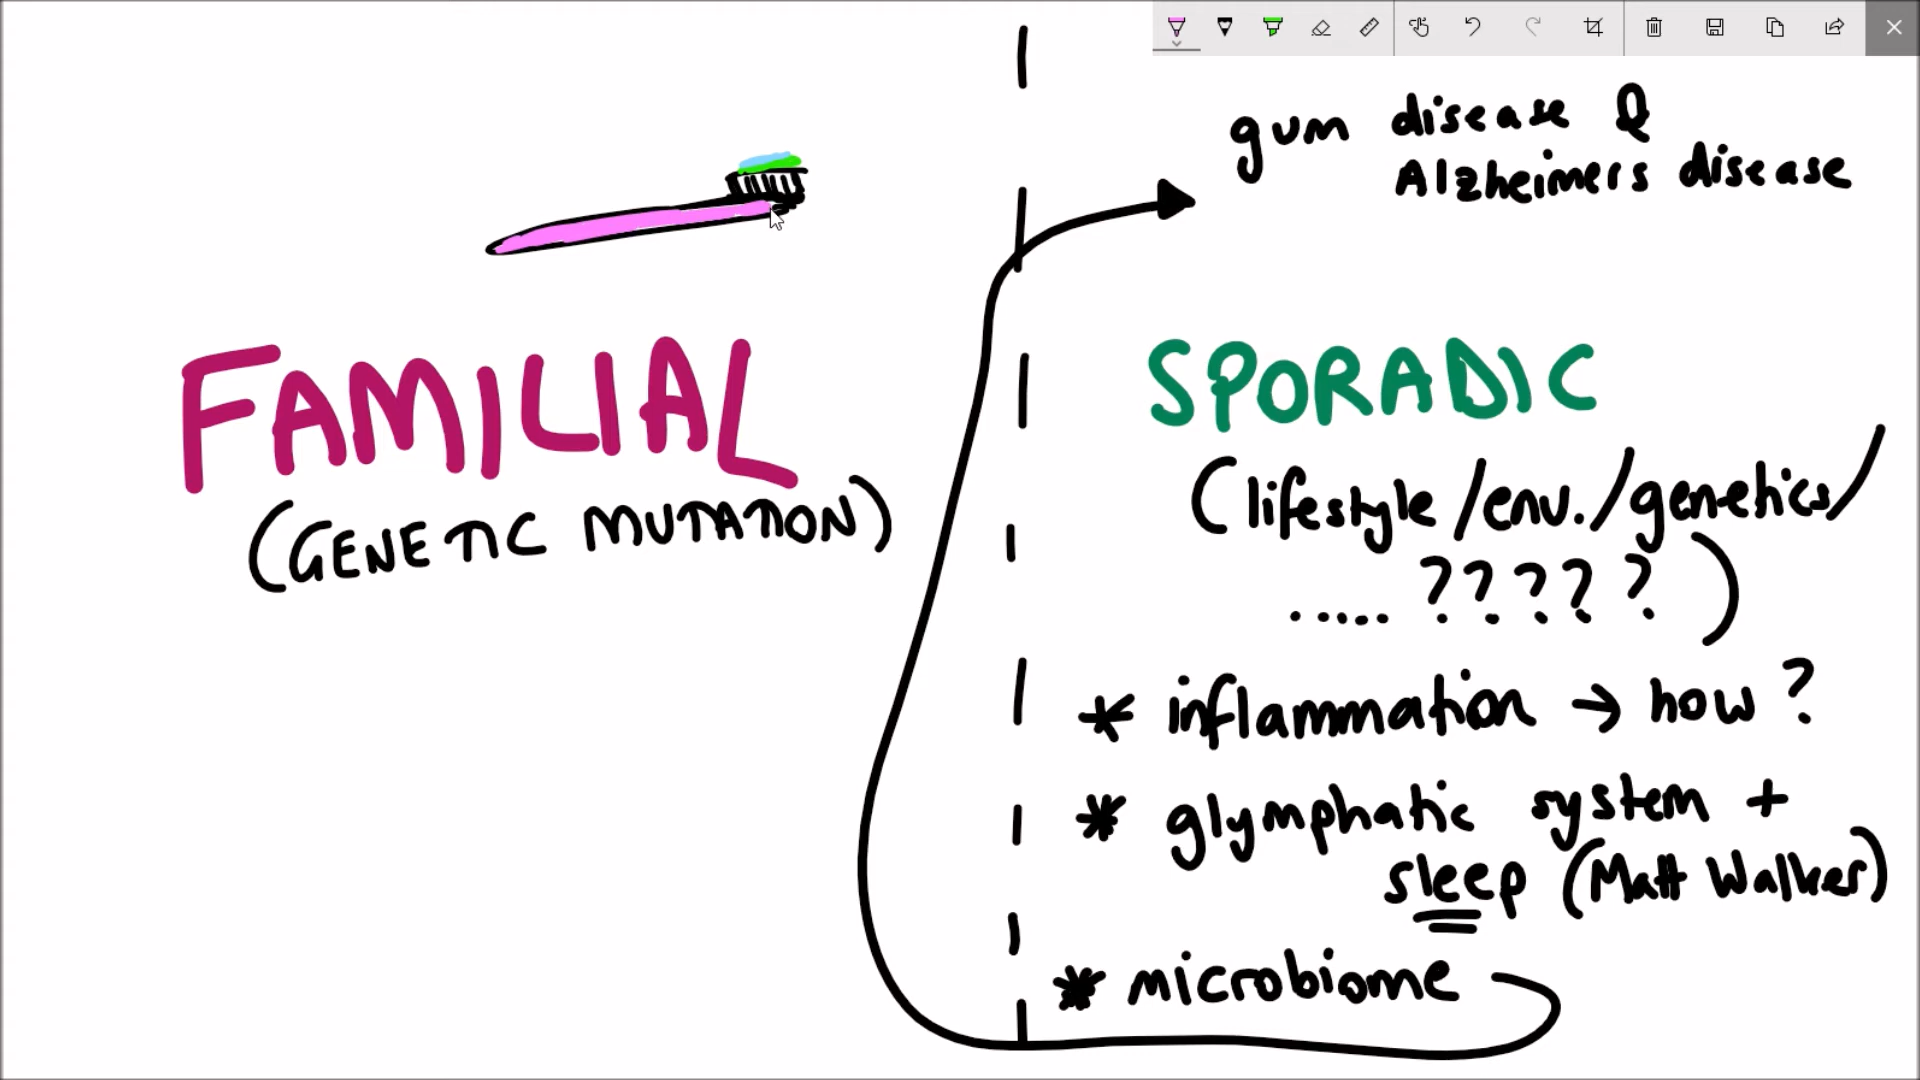 gum disease &
Alzheimers disease
FAMILIAL
(GENETIC MUTATION)
SPORADIC
(lifestyle/env./genetics/
..... ?????)
* inflammation → how?
* glymphatic system +
sleep (Matt Walker)
* microbiome